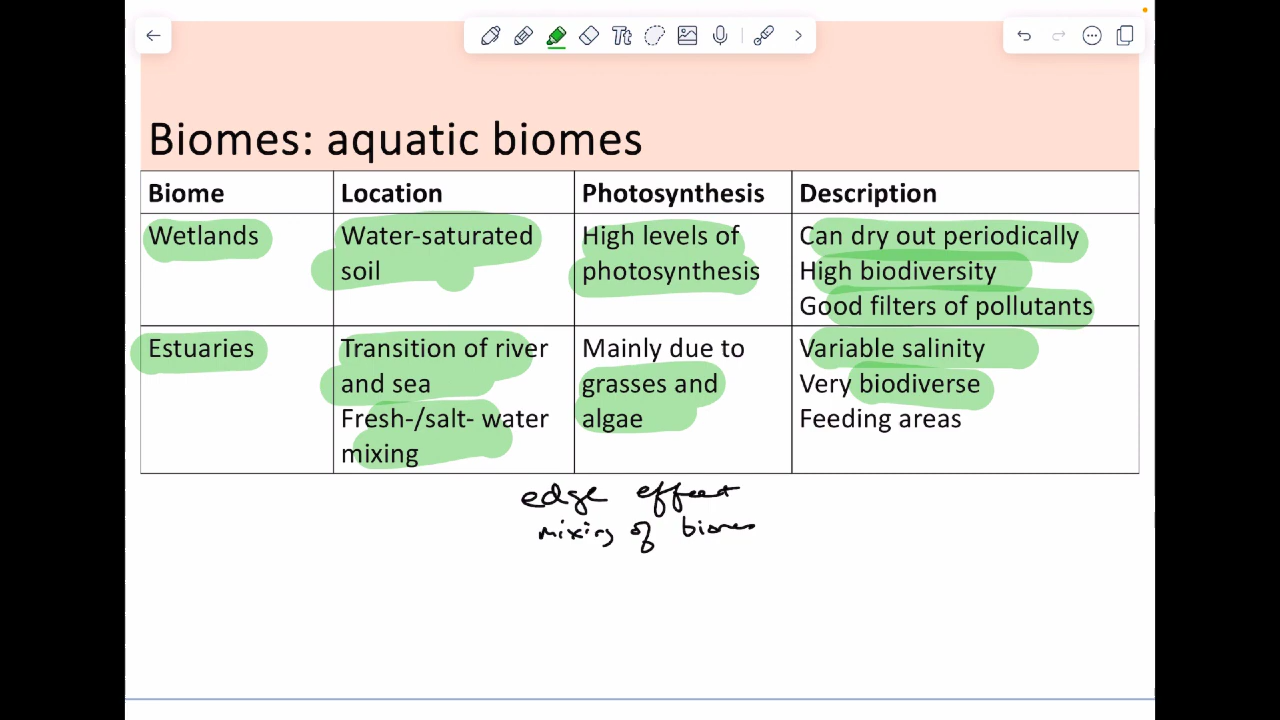 Biomes: aquatic biomes
Biome Location Photosynthesis Description
Wetlands
Water-saturated
soil
High levels of
photosynthesis
Can dry out periodically
High biodiversity
Good filters of pollutants
Estuaries
Transition of river
and sea
Fresh-/salt- water
mixing
Mainly due to
grasses and
algae
Variable salinity
Very biodiverse
Feeding areas
edge effect
mixing of biomes